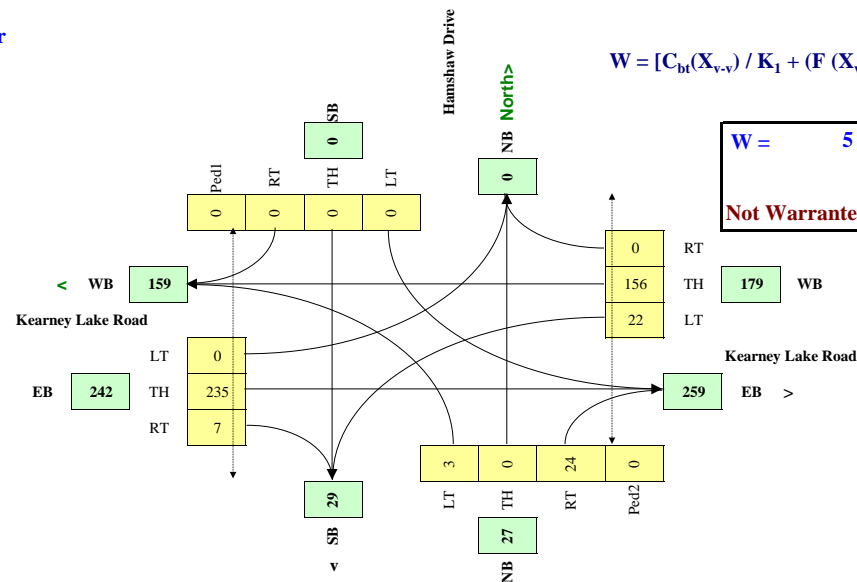 r
Hamshaw Drive
W = [Cbt(Xv-v) / K1 + (F (Xv
North>
SB
NB
0
0
W = 5
Not Warrante
Ped1 RT TH LT
0 0 0 0
0 RT
< WB 159
156 TH 179 WB
22 LT
Kearney Lake Road
Kearney Lake Road
LT 0
EB 242 TH 235
259 EB >
RT 7
3 0 24 0
LT TH RT Ped2
29
SB
v
27
NB